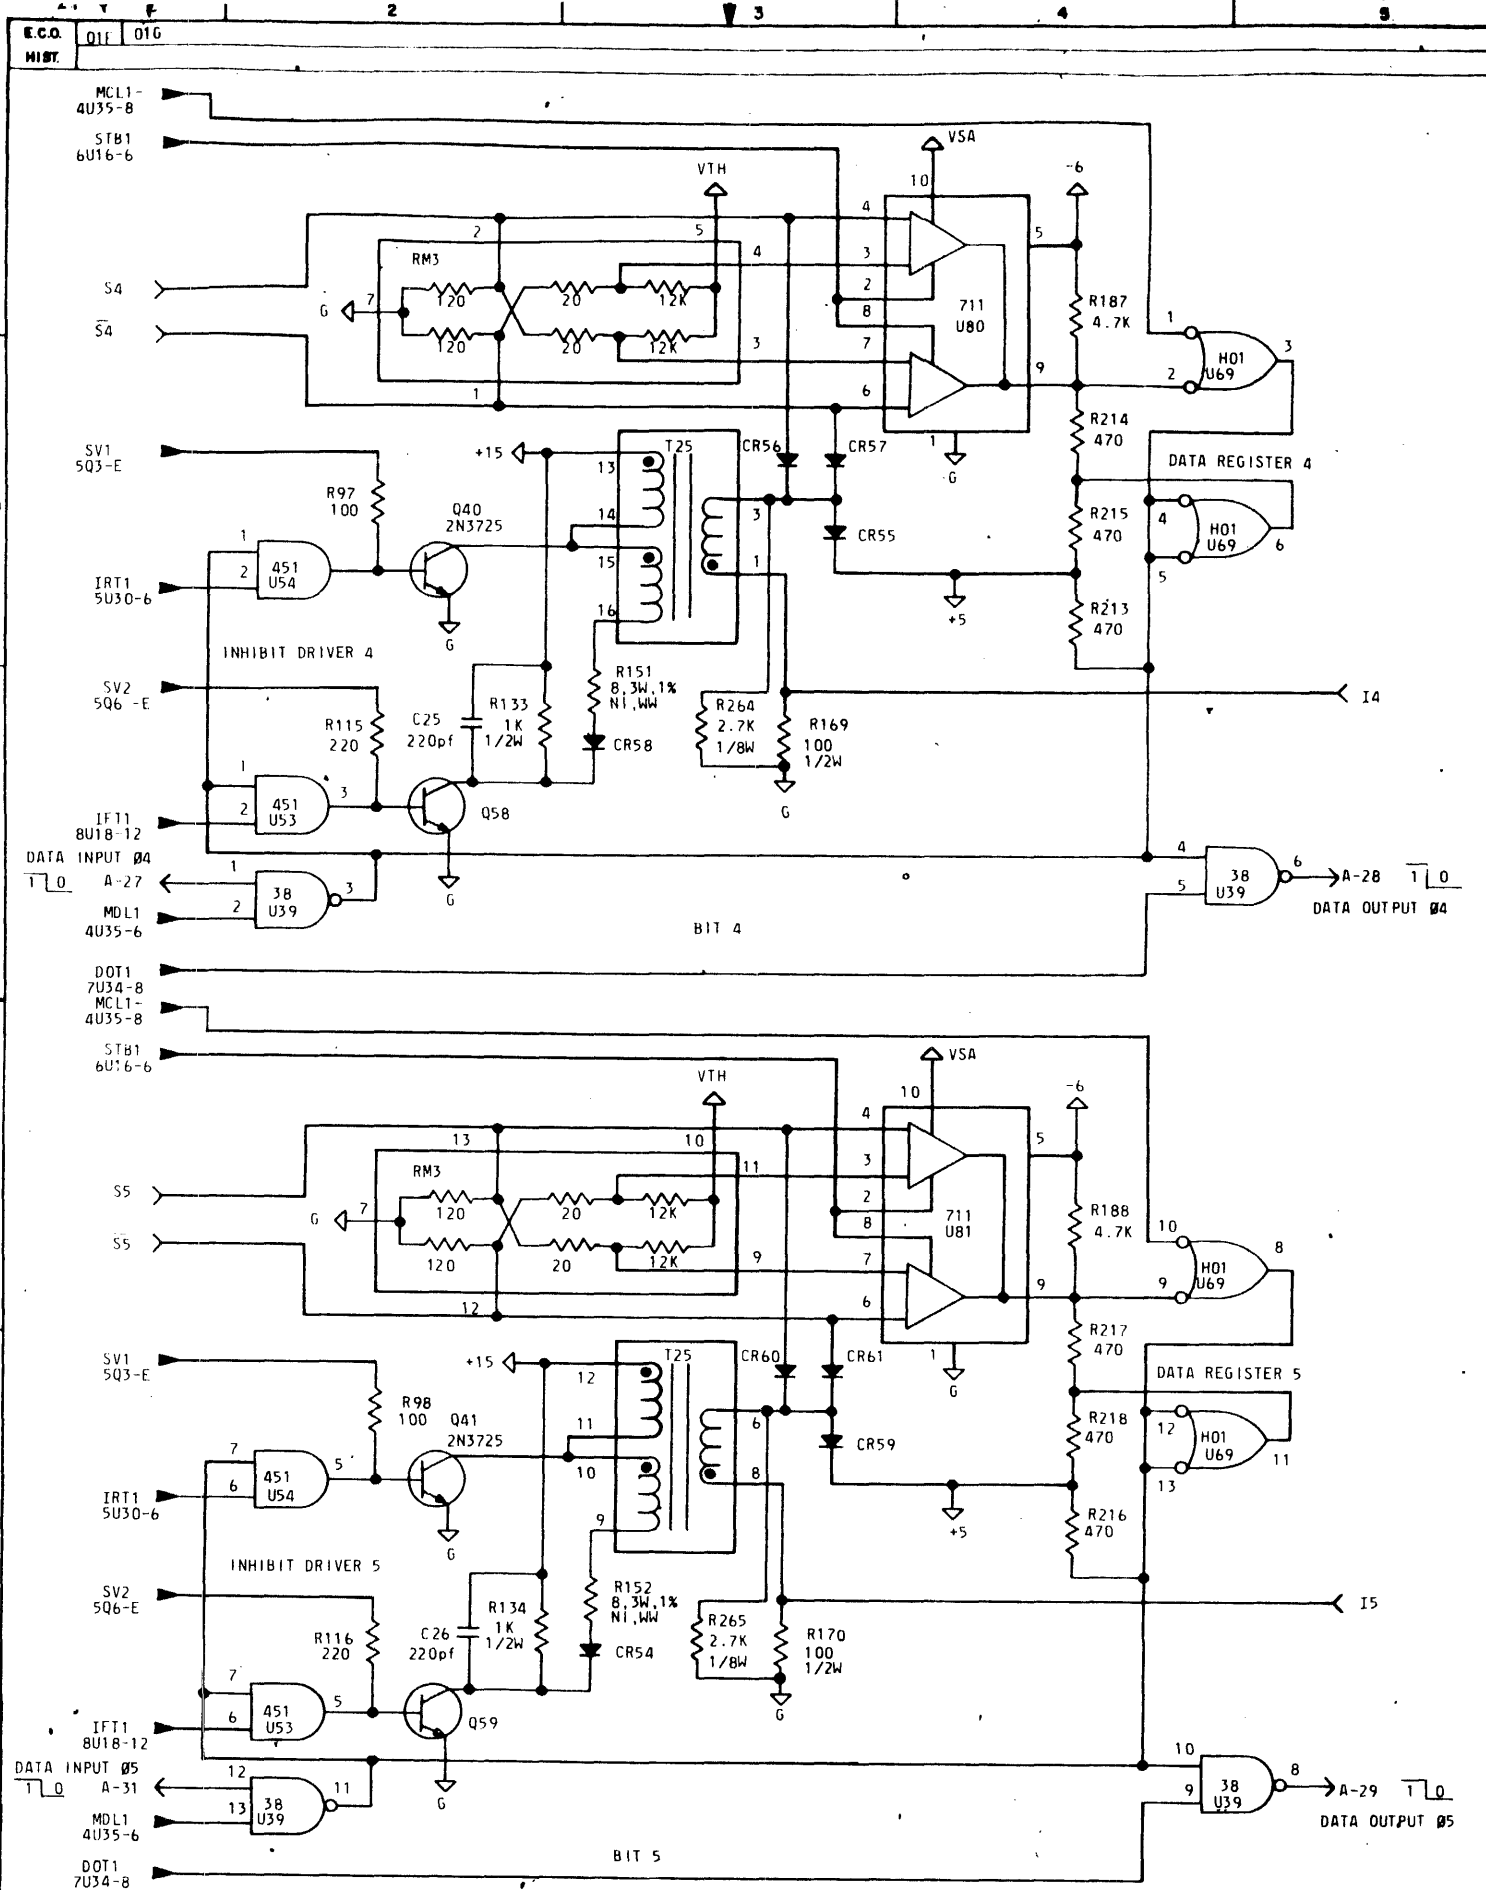 2 3 4 5
E.C.O. HIST. 01F 01G
MCL1-
4U35-8
STB1
6U16-6
VSA
VTH
-6
10
4
2 5 5
RM3
4 3
S4
7
G
120 20 12K
2
8
711
U80
R187
4.7K
1
S4
120 20 12K
3 7
9
H01
U69
3
2
1 6
SV1
5Q3-E
+15
13
T25
CR56 CR57
1
G
R214
470
DATA REGISTER 4
R97
100
Q40
2N3725
14
3
R215
470
4
H01
U69
6
1
451
U54
2
15
CR55
5
IRT1
5U30-6
1
+5
R213
470
16
G
INHIBIT DRIVER 4
R151
8,3W,1%
NI,WW
SV2
5Q6 -E
R115
220
C25
220pf
R133
1K
1/2W
CR58
R264
2.7K
1/8W
R169
100
1/2W
I4
G
1
451
U53
2
3
Q58
IFT1
8U18-12
DATA INPUT Ø4
1 0 A-27
1
38
U39
3
2
G
4
38
U39
5
6
A-28 1 0
DATA OUTPUT Ø4
MDL1
4U35-6
BIT 4
DOT1
7U34-8
MCL1-
4U35-8
STB1
6U16-6
VSA
VTH
-6
10
4
13 10 5
RM3
11 3
S5
7
G
120 20 12K
2
8
711
U81
R188
4.7K
10
S5
120 20 12K
9 7
9
H01
U69
8
9
12 6
SV1
5Q3-E
+15
12
T25
CR60 CR61
1
G
R217
470
DATA REGISTER 5
R98
100
Q41
2N3725
11
6
R218
470
12
H01
U69
11
7
451
U54
6
5
10
8
CR59
13
IRT1
5U30-6
+5
R216
470
9
G
INHIBIT DRIVER 5
R152
8,3W,1%
NI,WW
SV2
5Q6-E
R116
220
C26
220pf
R134
1K
1/2W
CR54
R265
2.7K
1/8W
R170
100
1/2W
I5
G
7
451
U53
6
5
Q59
IFT1
8U18-12
DATA INPUT Ø5
1 0 A-31
12
38
U39
11
13
G
10
38
U39
9
8
A-29 1 0
DATA OUTPUT Ø5
MDL1
4U35-6
BIT 5
DOT1
7U34-8